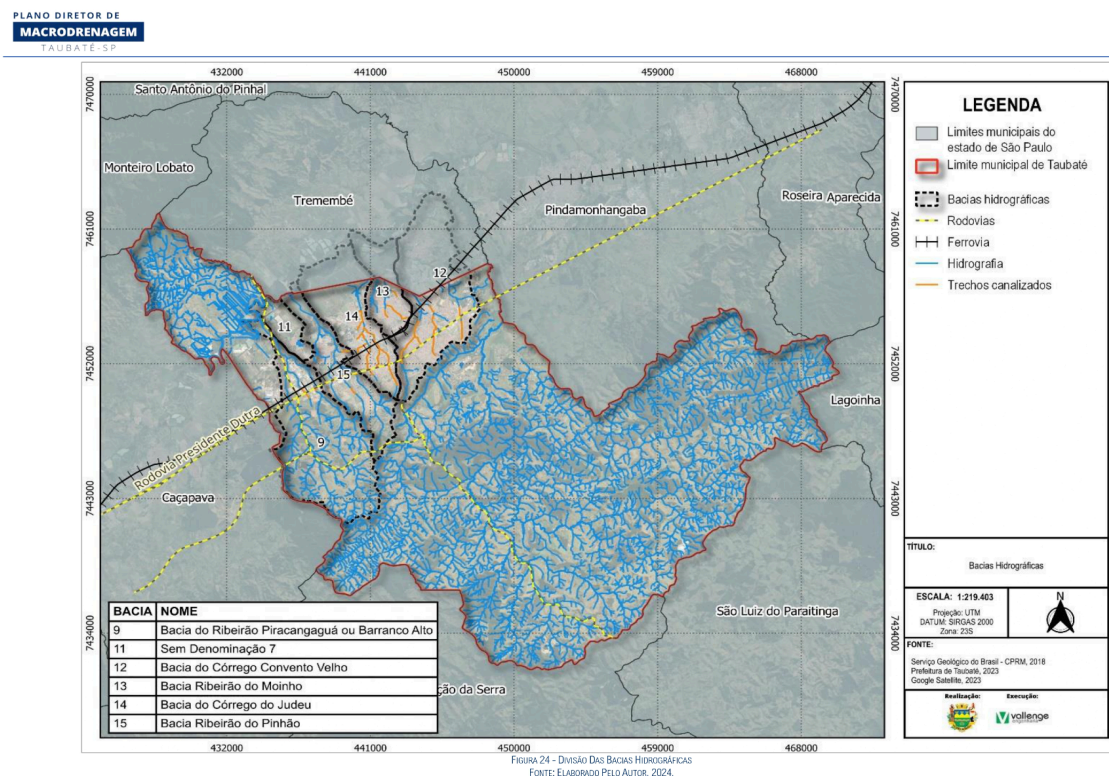 PLANO DIRETOR DE
MACRODRENAGEM
TAUBATÉ-SP
432000 441000 450000 459000 468000
7470000
7461000
7452000
7443000
7434000
Santo Antônio do Pinhal
Monteiro Lobato
Tremembé
Pindamonhangaba
Roseira
Aparecida
12
13
14
11
15
9
Lagoinha
Rodovia Presidente Dutra
Caçapava
São Luiz do Paraitinga
ção da Serra
7470000
7461000
7452000
7443000
7434000
BACIA NOME
9 Bacia do Ribeirão Piracangaguá ou Barranco Alto
11 Sem Denominação 7
12 Bacia do Córrego Convento Velho
13 Bacia Ribeirão do Moinho
14 Bacia do Córrego do Judeu
15 Bacia Ribeirão do Pinhão
432000 441000 450000 459000 468000
LEGENDA
Limites municipais do
estado de São Paulo
Limite municipal de Taubaté
Bacias hidrográficas
Rodovias
Ferrovia
Hidrografia
Trechos canalizados
TÍTULO:
Bacias Hidrográficas
ESCALA: 1:219.403
Projeção: UTM
DATUM: SIRGAS 2000
Zona: 23S
N
FONTE:
Serviço Geológico do Brasil - CPRM, 2018
Prefeitura de Taubaté, 2023
Google Satellite, 2023
Realização:
Execução:
vallenge
FIGURA 24 - DIVISÃO DAS BACIAS HIDROGRÁFICAS
FONTE: ELABORADO PELO AUTOR, 2024.